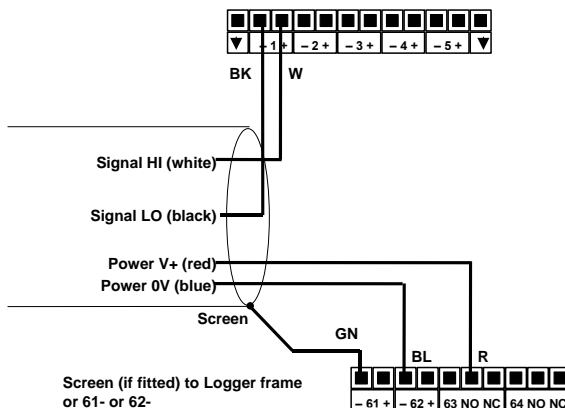 – 1 + – 2 + – 3 + – 4 + – 5 +
BK W
Signal HI (white)
Signal LO (black)
Power V+ (red)
Power 0V (blue)
Screen
GN
BL R
Screen (if fitted) to Logger frame
or 61- or 62-
– 61 + – 62 + 63 NO NC 64 NO NC